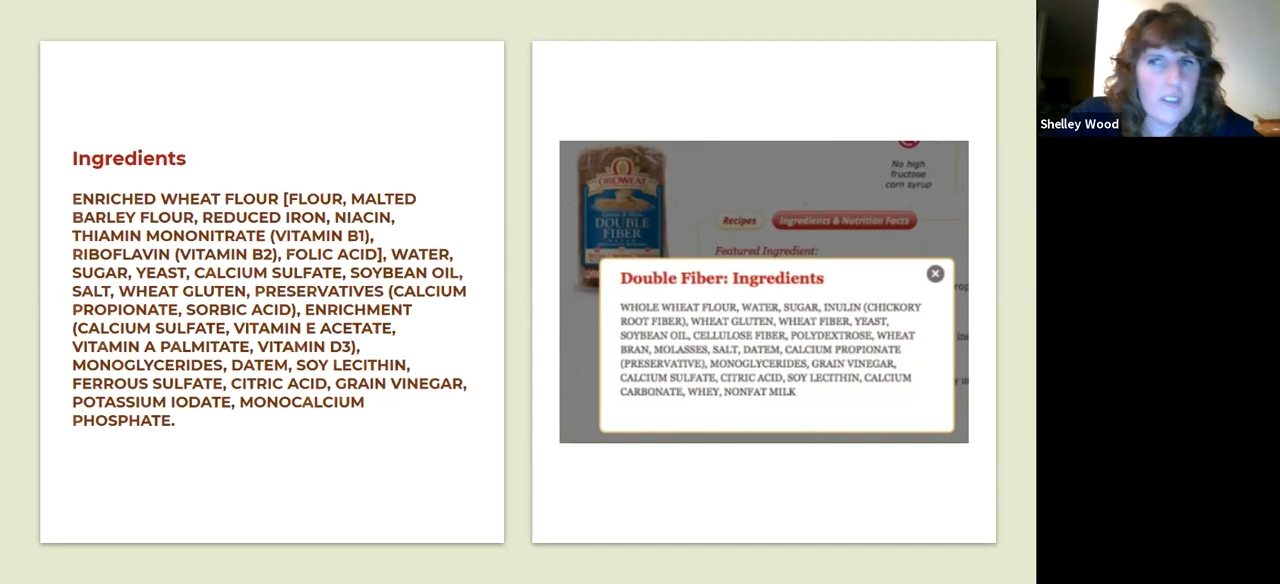 Ingredients
ENRICHED WHEAT FLOUR [FLOUR, MALTED
BARLEY FLOUR, REDUCED IRON, NIACIN,
THIAMIN MONONITRATE (VITAMIN B1),
RIBOFLAVIN (VITAMIN B2), FOLIC ACID], WATER,
SUGAR, YEAST, CALCIUM SULFATE, SOYBEAN OIL,
SALT, WHEAT GLUTEN, PRESERVATIVES (CALCIUM
PROPIONATE, SORBIC ACID), ENRICHMENT
(CALCIUM SULFATE, VITAMIN E ACETATE,
VITAMIN A PALMITATE, VITAMIN D3),
MONOGLYCERIDES, DATEM, SOY LECITHIN,
FERROUS SULFATE, CITRIC ACID, GRAIN VINEGAR,
POTASSIUM IODATE, MONOCALCIUM
PHOSPHATE.
No high
fructose
corn syrup
OROWEAT
DOUBLE
FIBER
Recipes
Ingredients & Nutrition Facts
Featured Ingredient:
Double Fiber: Ingredients
WHOLE WHEAT FLOUR, WATER, SUGAR, INULIN (CHICKORY
ROOT FIBER), WHEAT GLUTEN, WHEAT FIBER, YEAST,
SOYBEAN OIL, CELLULOSE FIBER, POLYDEXTROSE, WHEAT
BRAN, MOLASSES, SALT, DATEM, CALCIUM PROPIONATE
(PRESERVATIVE), MONOGLYCERIDES, GRAIN VINEGAR,
CALCIUM SULFATE, CITRIC ACID, SOY LECITHIN, CALCIUM
CARBONATE, WHEY, NONFAT MILK
Shelley Wood